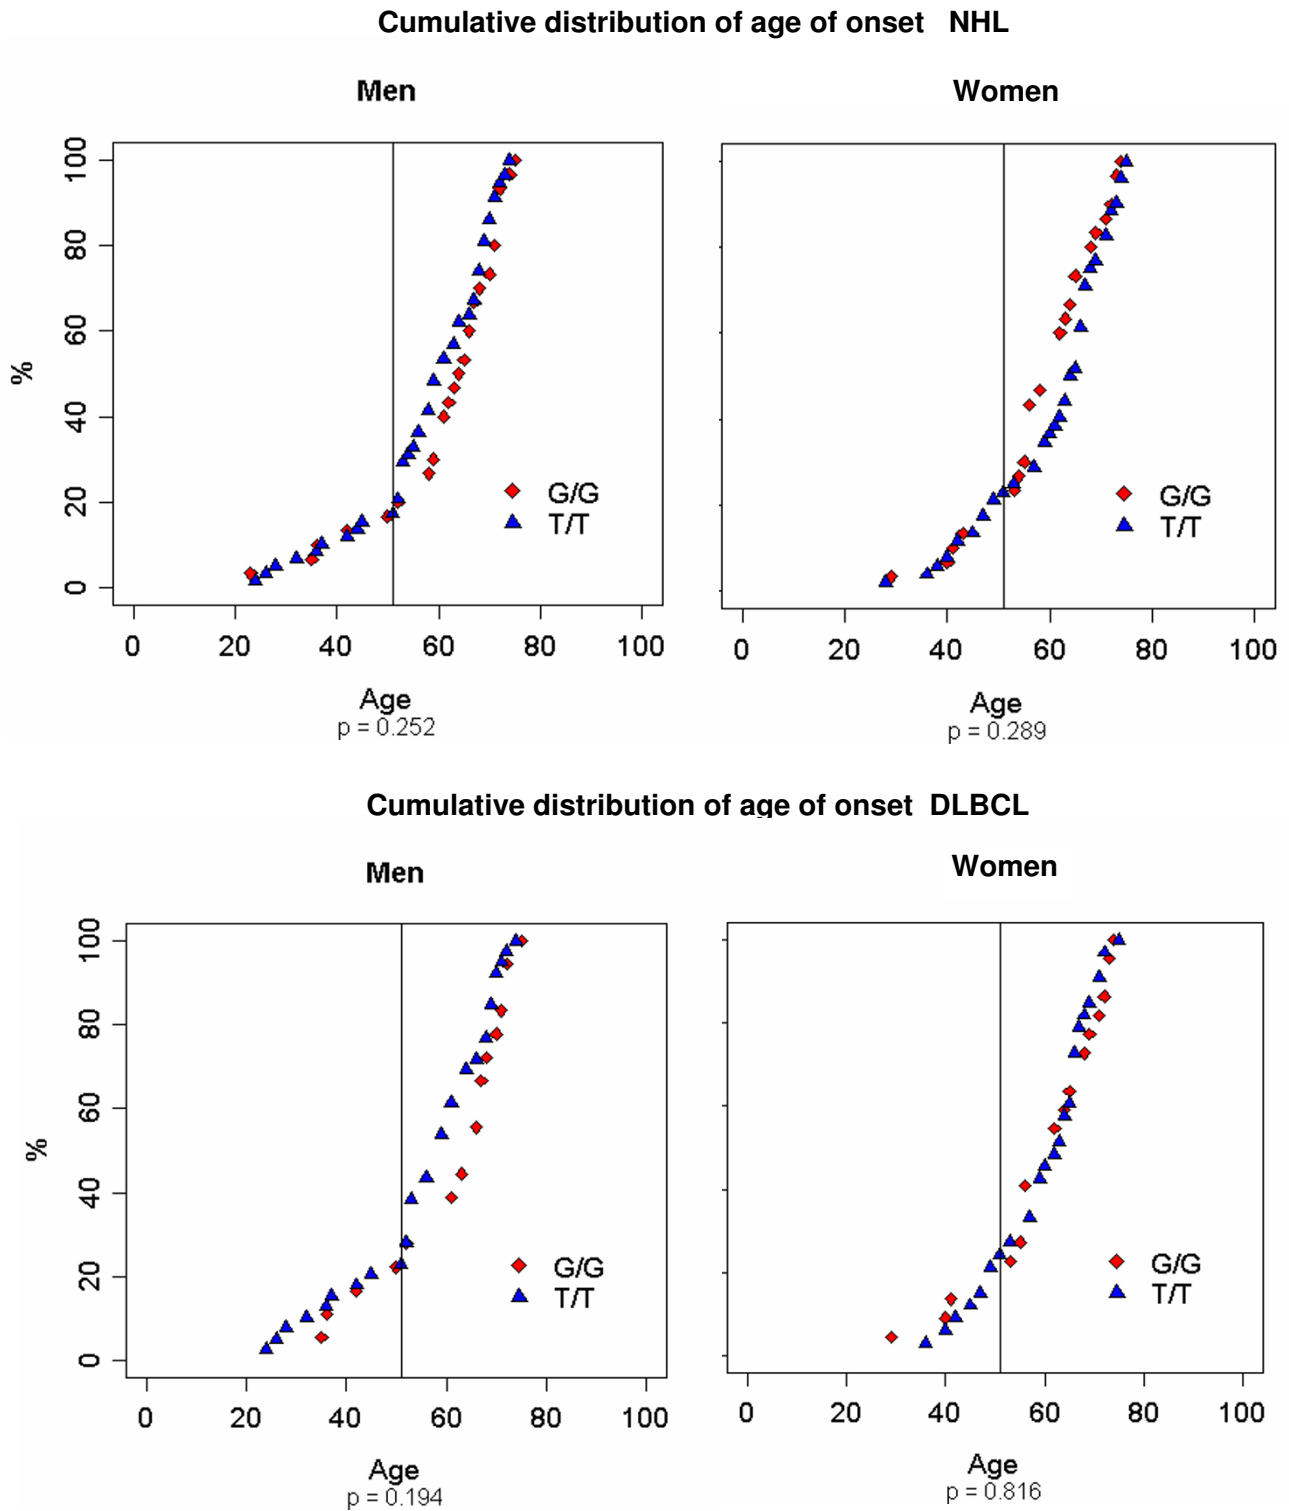 Cumulative distribution of age of onset NHL
Men
Women
100
80
60
40
20
0
%
G/G
T/T
G/G
T/T
0 20 40 60 80 100
0 20 40 60 80 100
Age
p = 0.252
Age
p = 0.289
Cumulative distribution of age of onset DLBCL
Men
Women
100
80
60
40
20
0
%
G/G
T/T
G/G
T/T
0 20 40 60 80 100
0 20 40 60 80 100
Age
p = 0.194
Age
p = 0.816